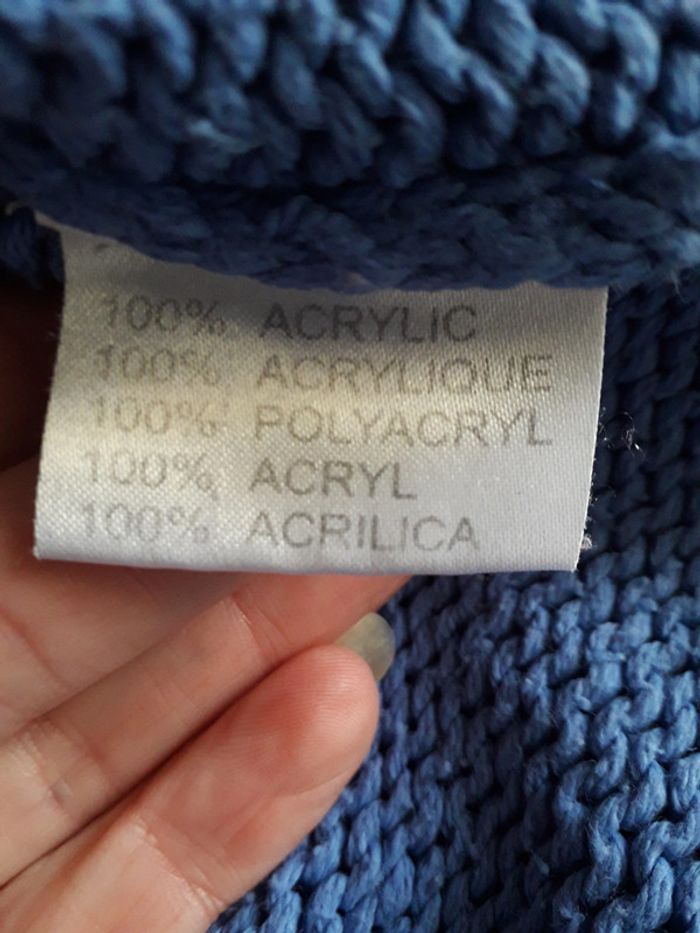 100% ACRYLIC
100% ACRYLIQUE
100% POLYACRYL
100% ACRYL
100% ACRILICA